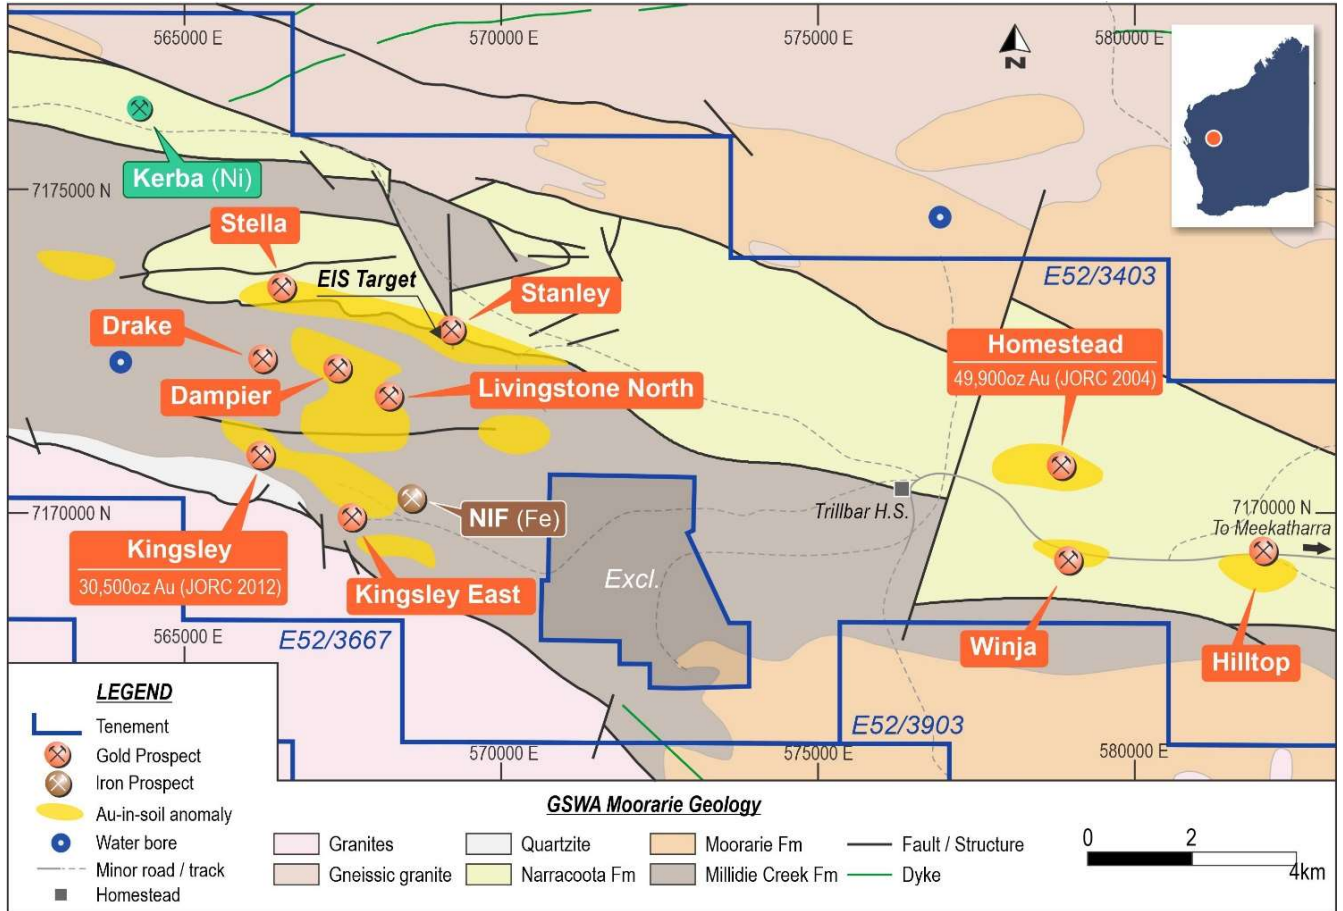 565000 E
570000 E
575000 E
580000 E
N
Kerba (Ni)
7175000 N
Stella
EIS Target
Stanley
E52/3403
Drake
Homestead
49,900oz Au (JORC 2004)
Dampier
Livingstone North
Trillbar H.S.
7170000 N
To Meekatharra
7170000 N
NIF (Fe)
Kingsley
30,500oz Au (JORC 2012)
Excl.
Kingsley East
565000 E
E52/3667
Winja
Hilltop
570000 E
575000 E
E52/3903
580000 E
LEGEND
Tenement
Gold Prospect
Iron Prospect
Au-in-soil anomaly
Water bore
Minor road / track
Homestead
GSWA Moorarie Geology
Granites
Quartzite
Moorarie Fm
Fault / Structure
Gneissic granite
Narracoota Fm
Millidie Creek Fm
Dyke
0
2
4km